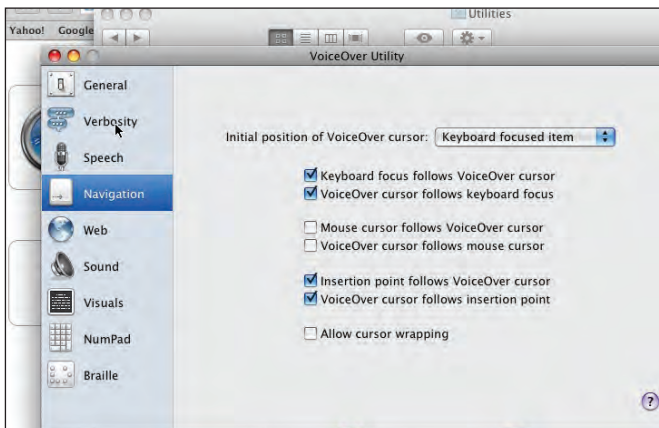 Utilities
Yahoo! Google
VoiceOver Utility
General
Verbosity
Speech
Navigation
Web
Sound
Visuals
NumPad
Braille
Initial position of VoiceOver cursor: Keyboard focused item
Keyboard focus follows VoiceOver cursor
VoiceOver cursor follows keyboard focus
Mouse cursor follows VoiceOver cursor
VoiceOver cursor follows mouse cursor
Insertion point follows VoiceOver cursor
VoiceOver cursor follows insertion point
Allow cursor wrapping
?